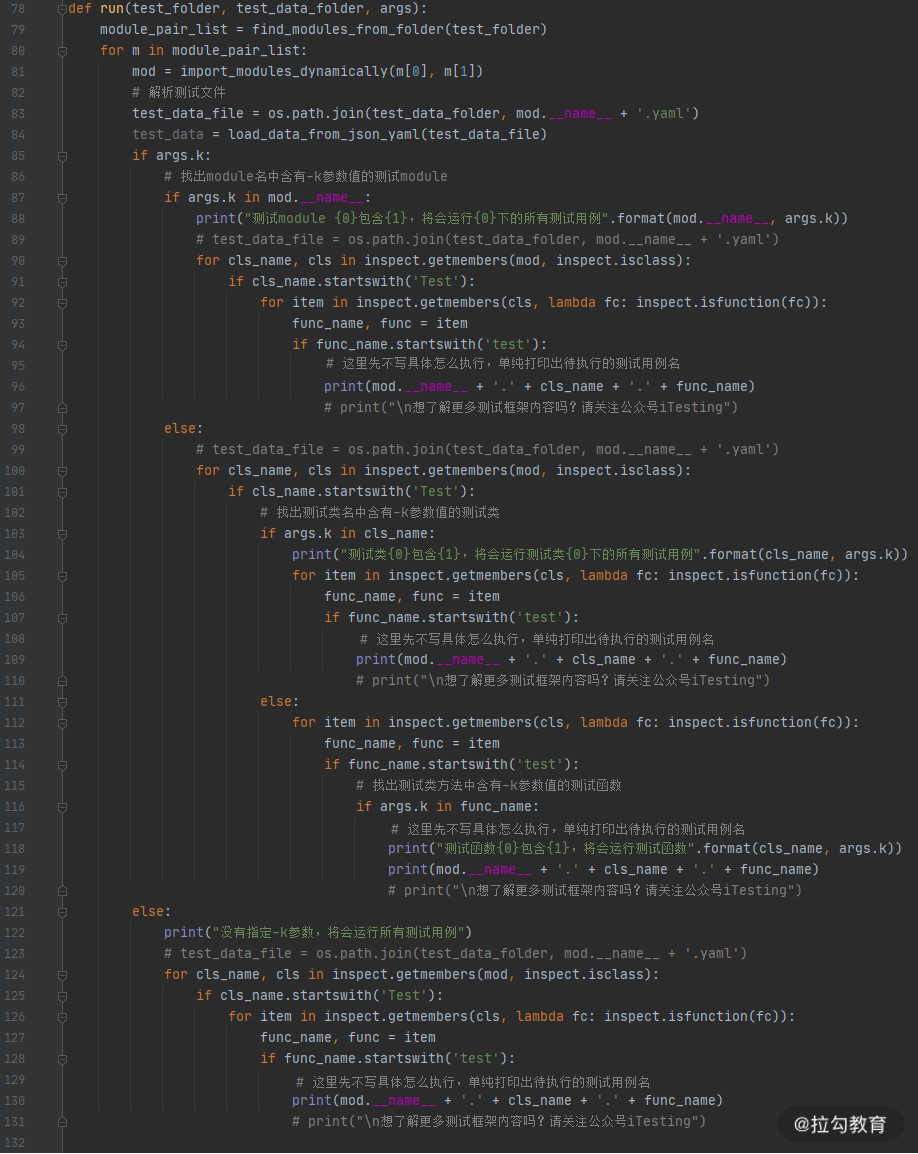 78 def run(test_folder, test_data_folder, args):
79     module_pair_list = find_modules_from_folder(test_folder)
80     for m in module_pair_list:
81         mod = import_modules_dynamically(m[0], m[1])
82         # 解析测试文件
83         test_data_file = os.path.join(test_data_folder, mod.__name__ + '.yaml')
84         test_data = load_data_from_json_yaml(test_data_file)
85         if args.k:
86             # 找出module名中含有-k参数值的测试module
87             if args.k in mod.__name__:
88                 print("测试module {0}包含{1}，将会运行{0}下的所有测试用例".format(mod.__name__, args.k))
89                 # test_data_file = os.path.join(test_data_folder, mod.__name__ + '.yaml')
90                 for cls_name, cls in inspect.getmembers(mod, inspect.isclass):
91                     if cls_name.startswith('Test'):
92                         for item in inspect.getmembers(cls, lambda fc: inspect.isfunction(fc)):
93                             func_name, func = item
94                             if func_name.startswith('test'):
95                                 # 这里先不写具体怎么执行，单纯打印出待执行的测试用例名
96                                 print(mod.__name__ + '.' + cls_name + '.' + func_name)
97                                 # print("\n想了解更多测试框架内容吗？请关注公众号iTesting")
98             else:
99                 # test_data_file = os.path.join(test_data_folder, mod.__name__ + '.yaml')
100                 for cls_name, cls in inspect.getmembers(mod, inspect.isclass):
101                     if cls_name.startswith('Test'):
102                         # 找出测试类名中含有-k参数值的测试类
103                         if args.k in cls_name:
104                             print("测试类{0}包含{1}，将会运行测试类{0}下的所有测试用例".format(cls_name, args.k))
105                             for item in inspect.getmembers(cls, lambda fc: inspect.isfunction(fc)):
106                                 func_name, func = item
107                                 if func_name.startswith('test'):
108                                     # 这里先不写具体怎么执行，单纯打印出待执行的测试用例名
109                                     print(mod.__name__ + '.' + cls_name + '.' + func_name)
110                                     # print("\n想了解更多测试框架内容吗？请关注公众号iTesting")
111                         else:
112                             for item in inspect.getmembers(cls, lambda fc: inspect.isfunction(fc)):
113                                 func_name, func = item
114                                 if func_name.startswith('test'):
115                                     # 找出测试类方法中含有-k参数值的测试函数
116                                     if args.k in func_name:
117                                         # 这里先不写具体怎么执行，单纯打印出待执行的测试用例名
118                                         print("测试函数{0}包含{1}，将会运行测试函数".format(cls_name, args.k))
119                                         print(mod.__name__ + '.' + cls_name + '.' + func_name)
120                                         # print("\n想了解更多测试框架内容吗？请关注公众号iTesting")
121         else:
122             print("没有指定-k参数，将会运行所有测试用例")
123             # test_data_file = os.path.join(test_data_folder, mod.__name__ + '.yaml')
124             for cls_name, cls in inspect.getmembers(mod, inspect.isclass):
125                 if cls_name.startswith('Test'):
126                     for item in inspect.getmembers(cls, lambda fc: inspect.isfunction(fc)):
127                         func_name, func = item
128                         if func_name.startswith('test'):
129                             # 这里先不写具体怎么执行，单纯打印出待执行的测试用例名
130                             print(mod.__name__ + '.' + cls_name + '.' + func_name)
131                             # print("\n想了解更多测试框架内容吗？请关注公众号iTesting")
132
@拉勾教育